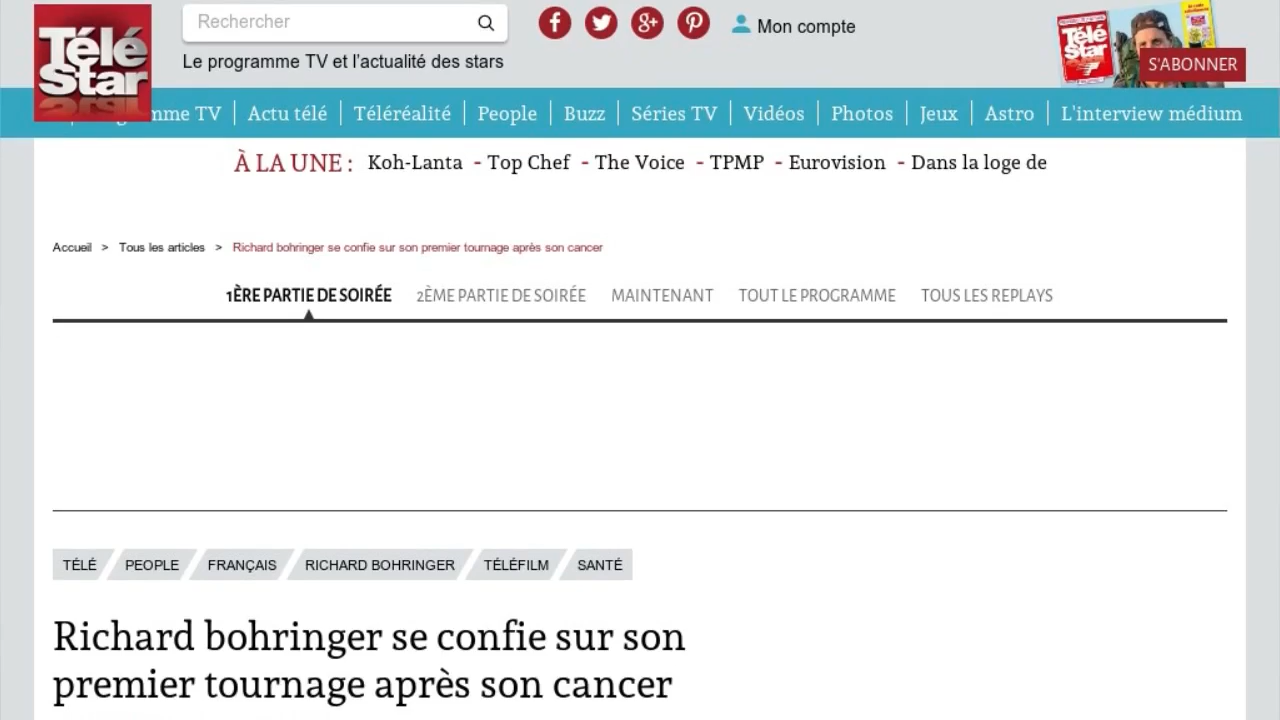 Télé Star
Rechercher
Mon compte
Le programme TV et l'actualité des stars
Télé Star
S'ABONNER
mme TV
Actu télé
Téléréalité
People
Buzz
Séries TV
Vidéos
Photos
Jeux
Astro
L'interview médium
À LA UNE : Koh-Lanta - Top Chef - The Voice - TPMP - Eurovision - Dans la loge de
Accueil > Tous les articles > Richard bohringer se confie sur son premier tournage après son cancer
1ÈRE PARTIE DE SOIRÉE
2ÈME PARTIE DE SOIRÉE
MAINTENANT
TOUT LE PROGRAMME
TOUS LES REPLAYS
TÉLÉ
PEOPLE
FRANÇAIS
RICHARD BOHRINGER
TÉLÉFILM
SANTÉ
Richard bohringer se confie sur son
premier tournage après son cancer